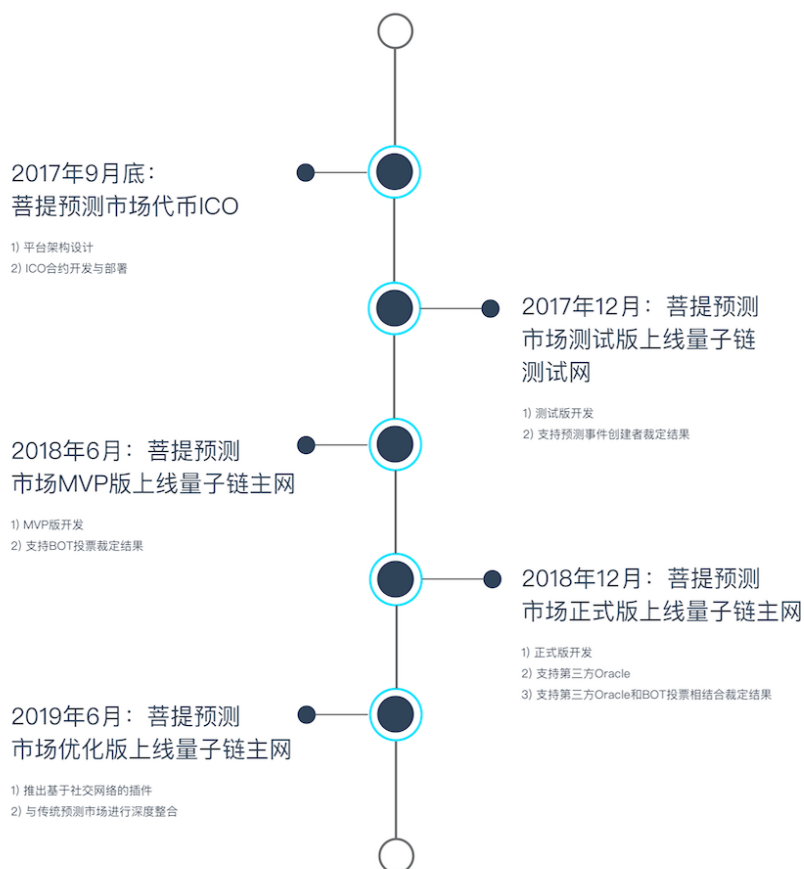 2017年9月底：
菩提预测市场代币ICO
1) 平台架构设计
2) ICO合约开发与部署
2017年12月：菩提预测
市场测试版上线量子链
测试网
1) 测试版开发
2) 支持预测事件创建者裁定结果
2018年6月：菩提预测
市场MVP版上线量子链主网
1) MVP版开发
2) 支持BOT投票裁定结果
2018年12月：菩提预测
市场正式版上线量子链主网
1) 正式版开发
2) 支持第三方Oracle
3) 支持第三方Oracle和BOT投票相结合裁定结果
2019年6月：菩提预测
市场优化版上线量子链主网
1) 推出基于社交网络的插件
2) 与传统预测市场进行深度整合